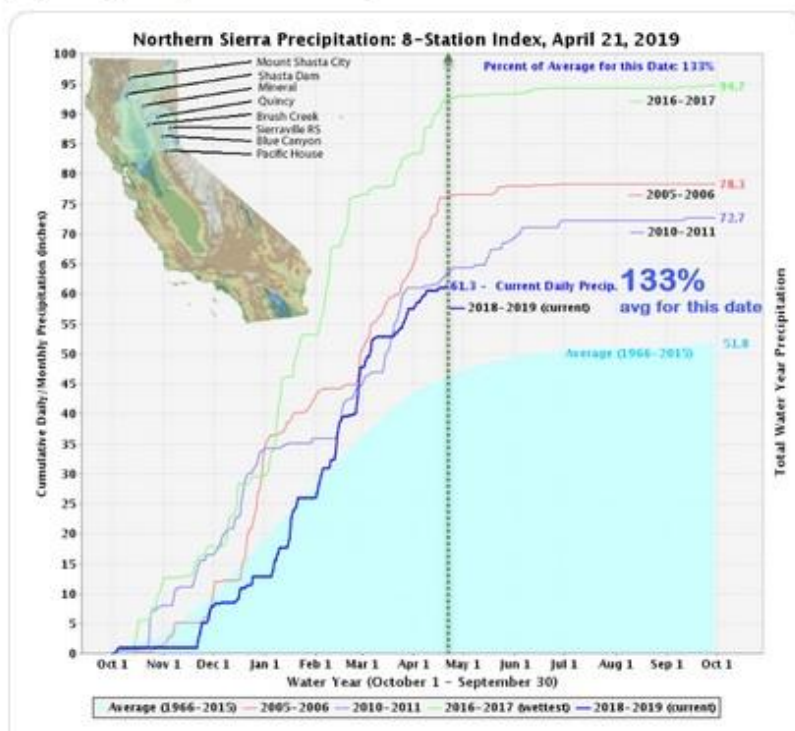 Northern Sierra Precipitation: 8-Station Index, April 21, 2019
Percent of Average for this Date: 133%
Mount Shasta City
Shasta Dam
Mineral
Quincy
Brush Creek
Sierraville RS
Blue Canyon
Pacific House
94.7
2016-2017
78.3
2005-2006
72.7
2010-2011
61.3 - Current Daily Precip.
133%
avg for this date
2018-2019 (current)
51.8
Average (1966-2015)
Cumulative Daily/Monthly Precipitation (inches)
100
95
90
85
80
75
70
65
60
55
50
45
40
35
30
25
20
15
10
5
0
Total Water Year Precipitation
Oct 1 Nov 1 Dec 1 Jan 1 Feb 1 Mar 1 Apr 1 May 1 Jun 1 Jul 1 Aug 1 Sep 1 Oct 1
Water Year (October 1 - September 30)
Average (1966-2015) 2005-2006 2010-2011 2016-2017 (wettest) 2018-2019 (current)